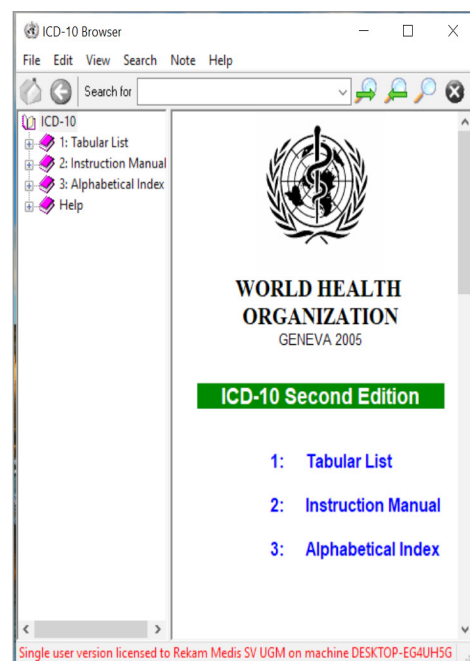 ICD-10 Browser
File Edit View Search Note Help
Search for
ICD-10
1: Tabular List
2: Instruction Manual
3: Alphabetical Index
Help
WORLD HEALTH
ORGANIZATION
GENEVA 2005
ICD-10 Second Edition
1: Tabular List
2: Instruction Manual
3: Alphabetical Index
Single user version licensed to Rekam Medis SV UGM on machine DESKTOP-EG4UH5G